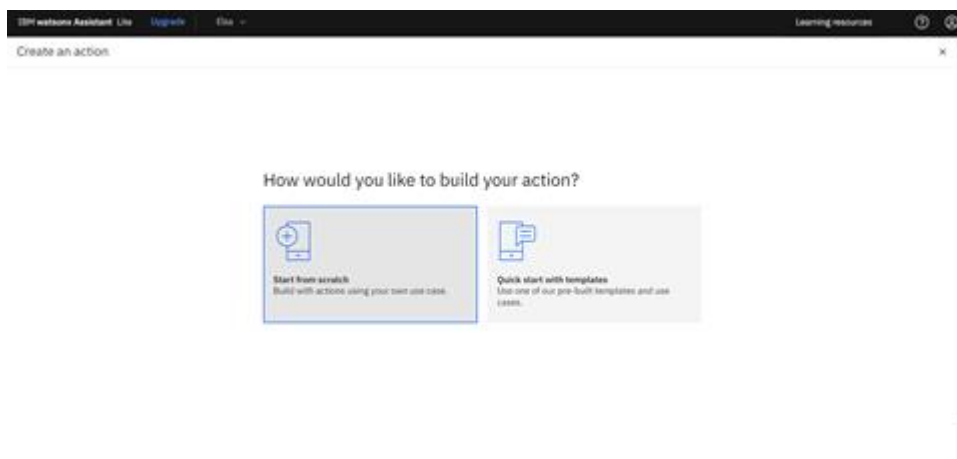 IBM watsonx Assistant Lite Upgrade Elsa Learning resources
Create an action
How would you like to build your action?
Start from scratch
Build with actions using your own use case.
Quick start with templates
Use one of our pre-built templates and use
cases.